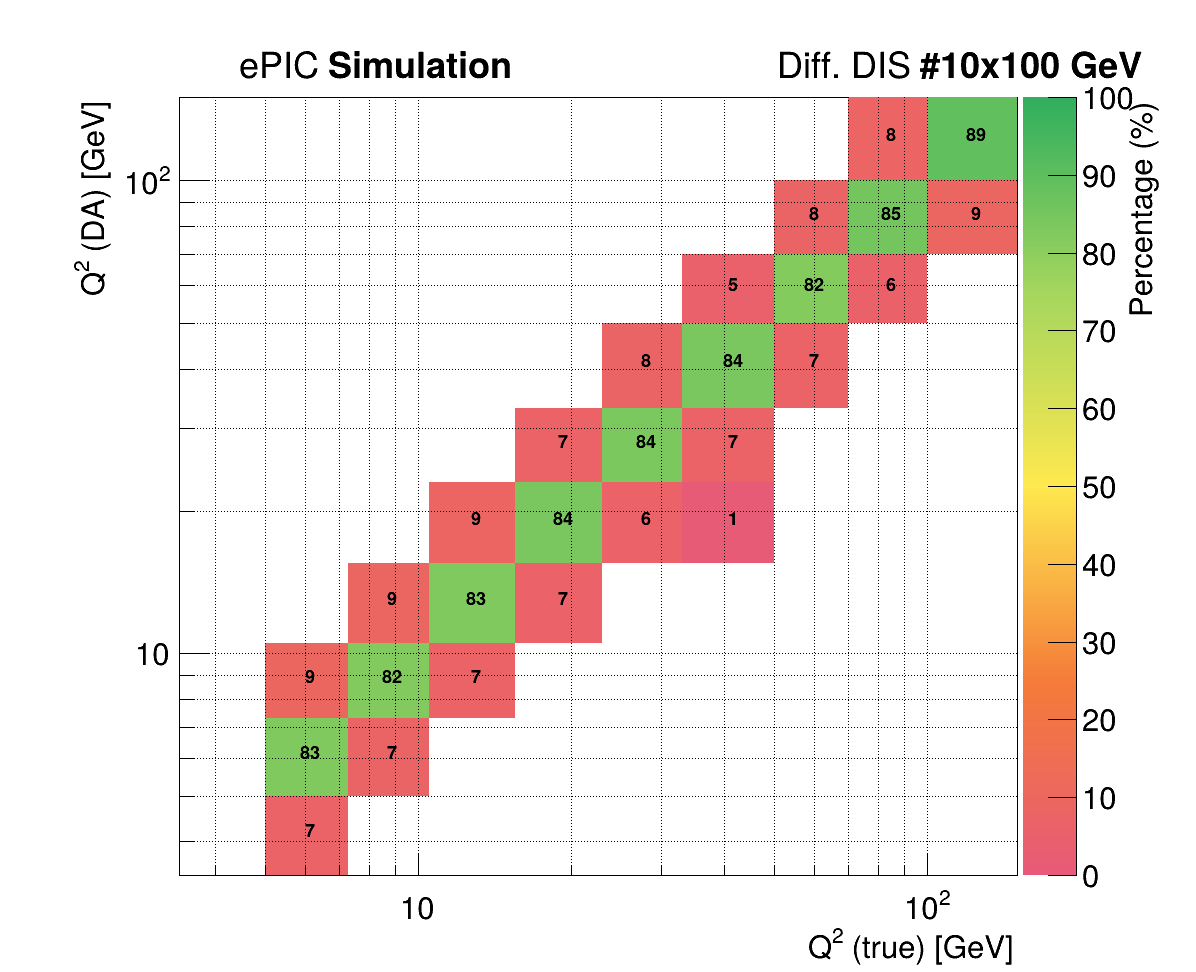 ePIC Simulation
Diff. DIS #10x100 GeV
Q² (DA) [GeV]
10²
10
8 89
8 85 9
5 82 6
8 84 7
7 84 7
9 84 6 1
9 83 7
9 82 7
83 7
7
10
10²
Q² (true) [GeV]
100
90
80
70
60
50
40
30
20
10
0
Percentage (%)